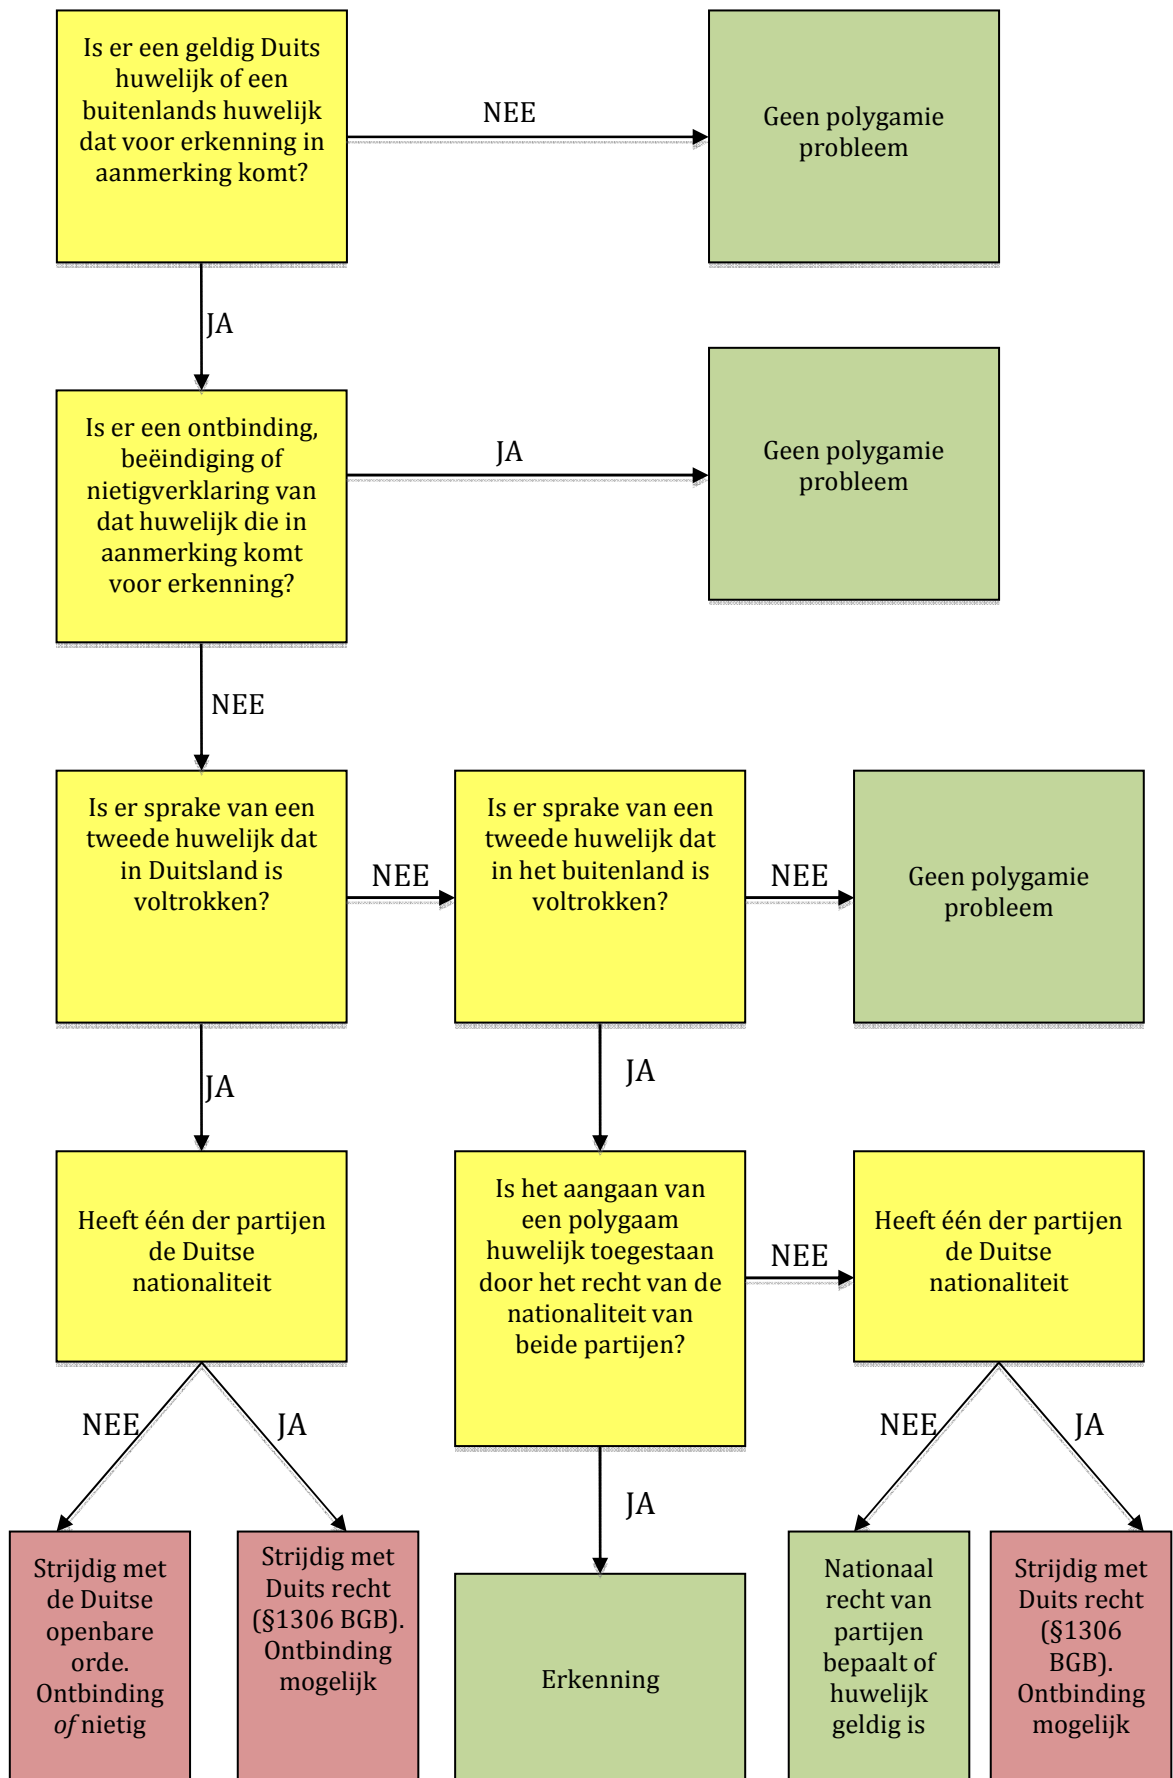 Is er een geldig Duits
huwelijk of een
buitenlands huwelijk
dat voor erkenning in
aanmerking komt?
NEE
Geen polygamie
probleem
JA
Is er een ontbinding,
beëindiging of
nietigverklaring van
dat huwelijk die in
aanmerking komt
voor erkenning?
JA
Geen polygamie
probleem
NEE
Is er sprake van een
tweede huwelijk dat
in Duitsland is
voltrokken?
NEE
Is er sprake van een
tweede huwelijk dat
in het buitenland is
voltrokken?
NEE
Geen polygamie
probleem
JA
JA
Heeft één der partijen
de Duitse
nationaliteit
Is het aangaan van
een polygaam
huwelijk toegestaan
door het recht van de
nationaliteit van
beide partijen?
NEE
Heeft één der partijen
de Duitse
nationaliteit
NEE
JA
JA
NEE
JA
Strijdig met
de Duitse
openbare
orde.
Ontbinding
of nietig
Strijdig met
Duits recht
(§1306 BGB).
Ontbinding
mogelijk
Erkenning
Nationaal
recht van
partijen
bepaalt of
huwelijk
geldig is
Strijdig met
Duits recht
(§1306
BGB).
Ontbinding
mogelijk